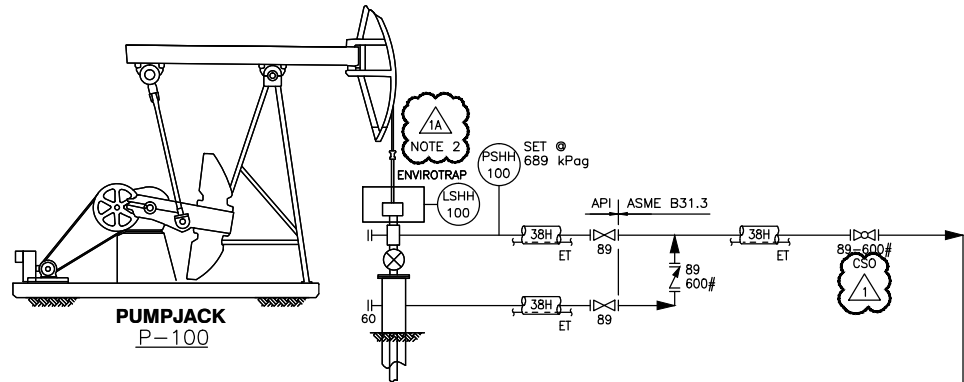 1A
NOTE 2
ENVIROTRAP
PSHH
100
SET @
689 kPag
LSHH
100
API
ASME B31.3
38H
ET
89
38H
ET
89-600#
CSO
1
89
600#
60
38H
ET
89
PUMPJACK
P-100